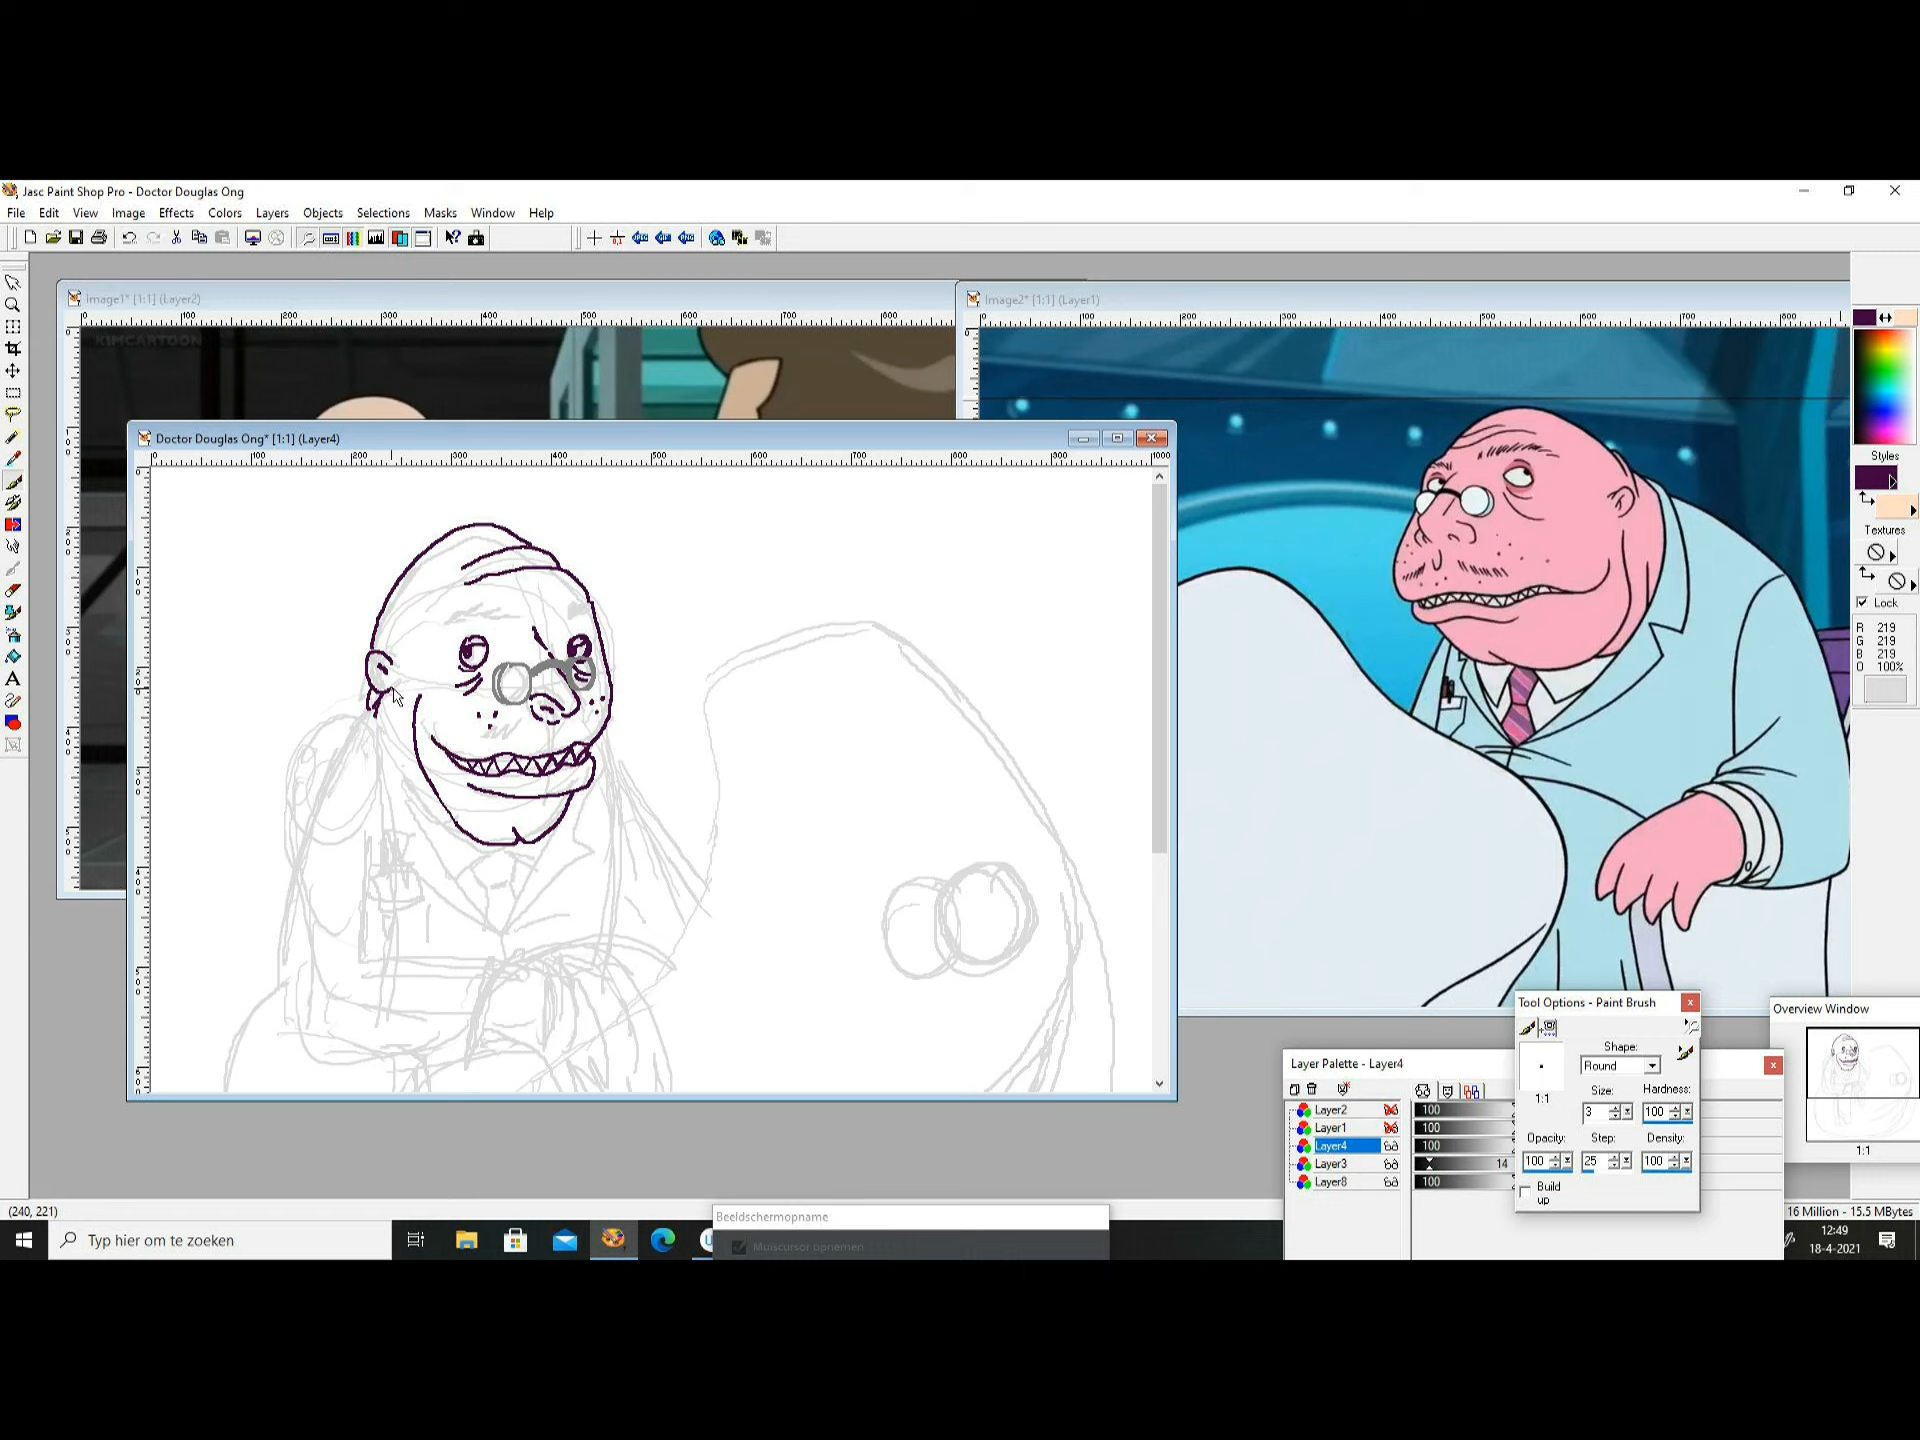 Jasc Paint Shop Pro - Doctor Douglas Ong
File Edit View Image Effects Colors Layers Objects Selections Masks Window Help
Image1* [1:1] (Layer2)
Image2* [1:1] (Layer1)
KIMCARTOON
Doctor Douglas Ong* [1:1] (Layer4)
Styles
Textures
Lock
R 219
G 219
B 219
O 100%
Tool Options - Paint Brush
Overview Window
Shape:
Round
Size: Hardness:
1:1
3 100
Opacity: Step: Density:
100 25 100
Build
up
1:1
Layer Palette - Layer4
Layer2 100
Layer1 100
Layer4 100
Layer3 14
Layer8 100
(240, 221)
16 Million - 15.5 MBytes
Beeldschermopname
Muiscursor opnemen
Typ hier om te zoeken
12:49
18-4-2021